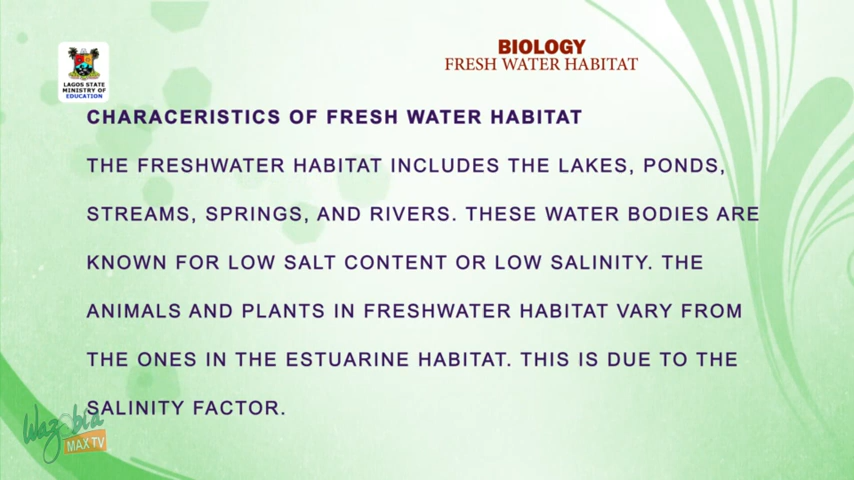 BIOLOGY
FRESH WATER HABITAT
LAGOS STATE
MINISTRY OF
EDUCATION
CHARACERISTICS OF FRESH WATER HABITAT
THE FRESHWATER HABITAT INCLUDES THE LAKES, PONDS,
STREAMS, SPRINGS, AND RIVERS. THESE WATER BODIES ARE
KNOWN FOR LOW SALT CONTENT OR LOW SALINITY. THE
ANIMALS AND PLANTS IN FRESHWATER HABITAT VARY FROM
THE ONES IN THE ESTUARINE HABITAT. THIS IS DUE TO THE
SALINITY FACTOR.
Wazobia
MAX TV